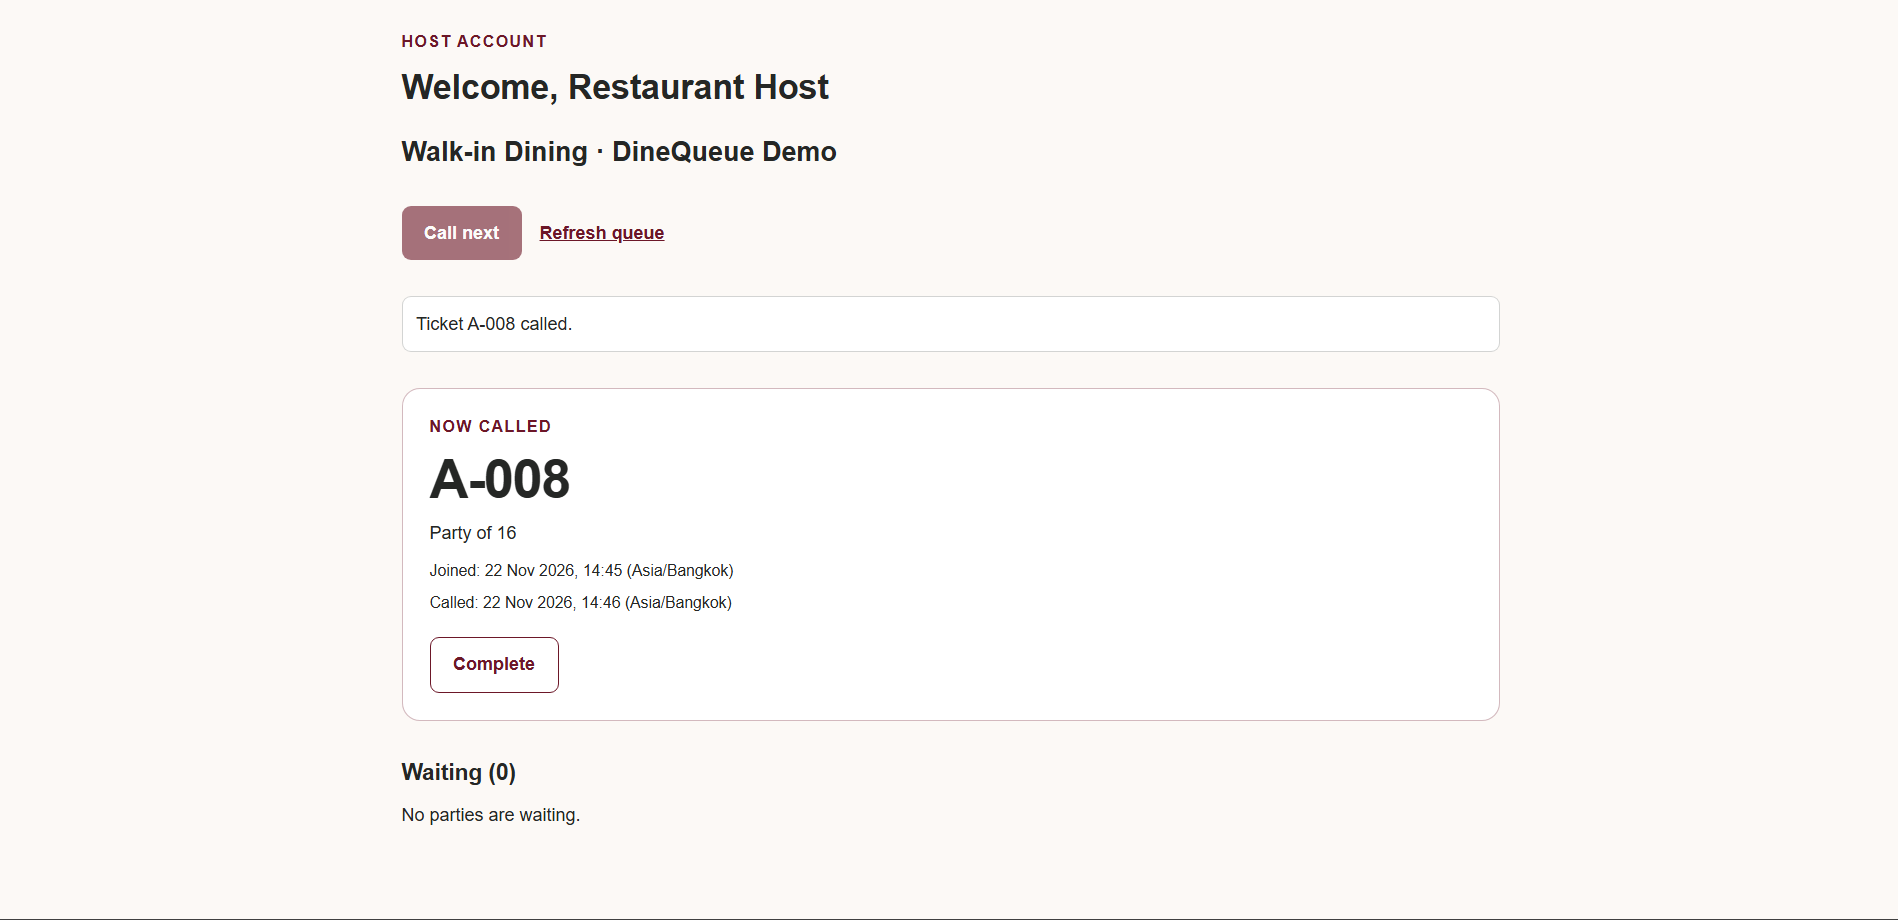 HOST ACCOUNT
Welcome, Restaurant Host
Walk-in Dining · DineQueue Demo
Call next
Refresh queue
Ticket A-008 called.
NOW CALLED
A-008
Party of 16
Joined: 22 Nov 2026, 14:45 (Asia/Bangkok)
Called: 22 Nov 2026, 14:46 (Asia/Bangkok)
Complete
Waiting (0)
No parties are waiting.